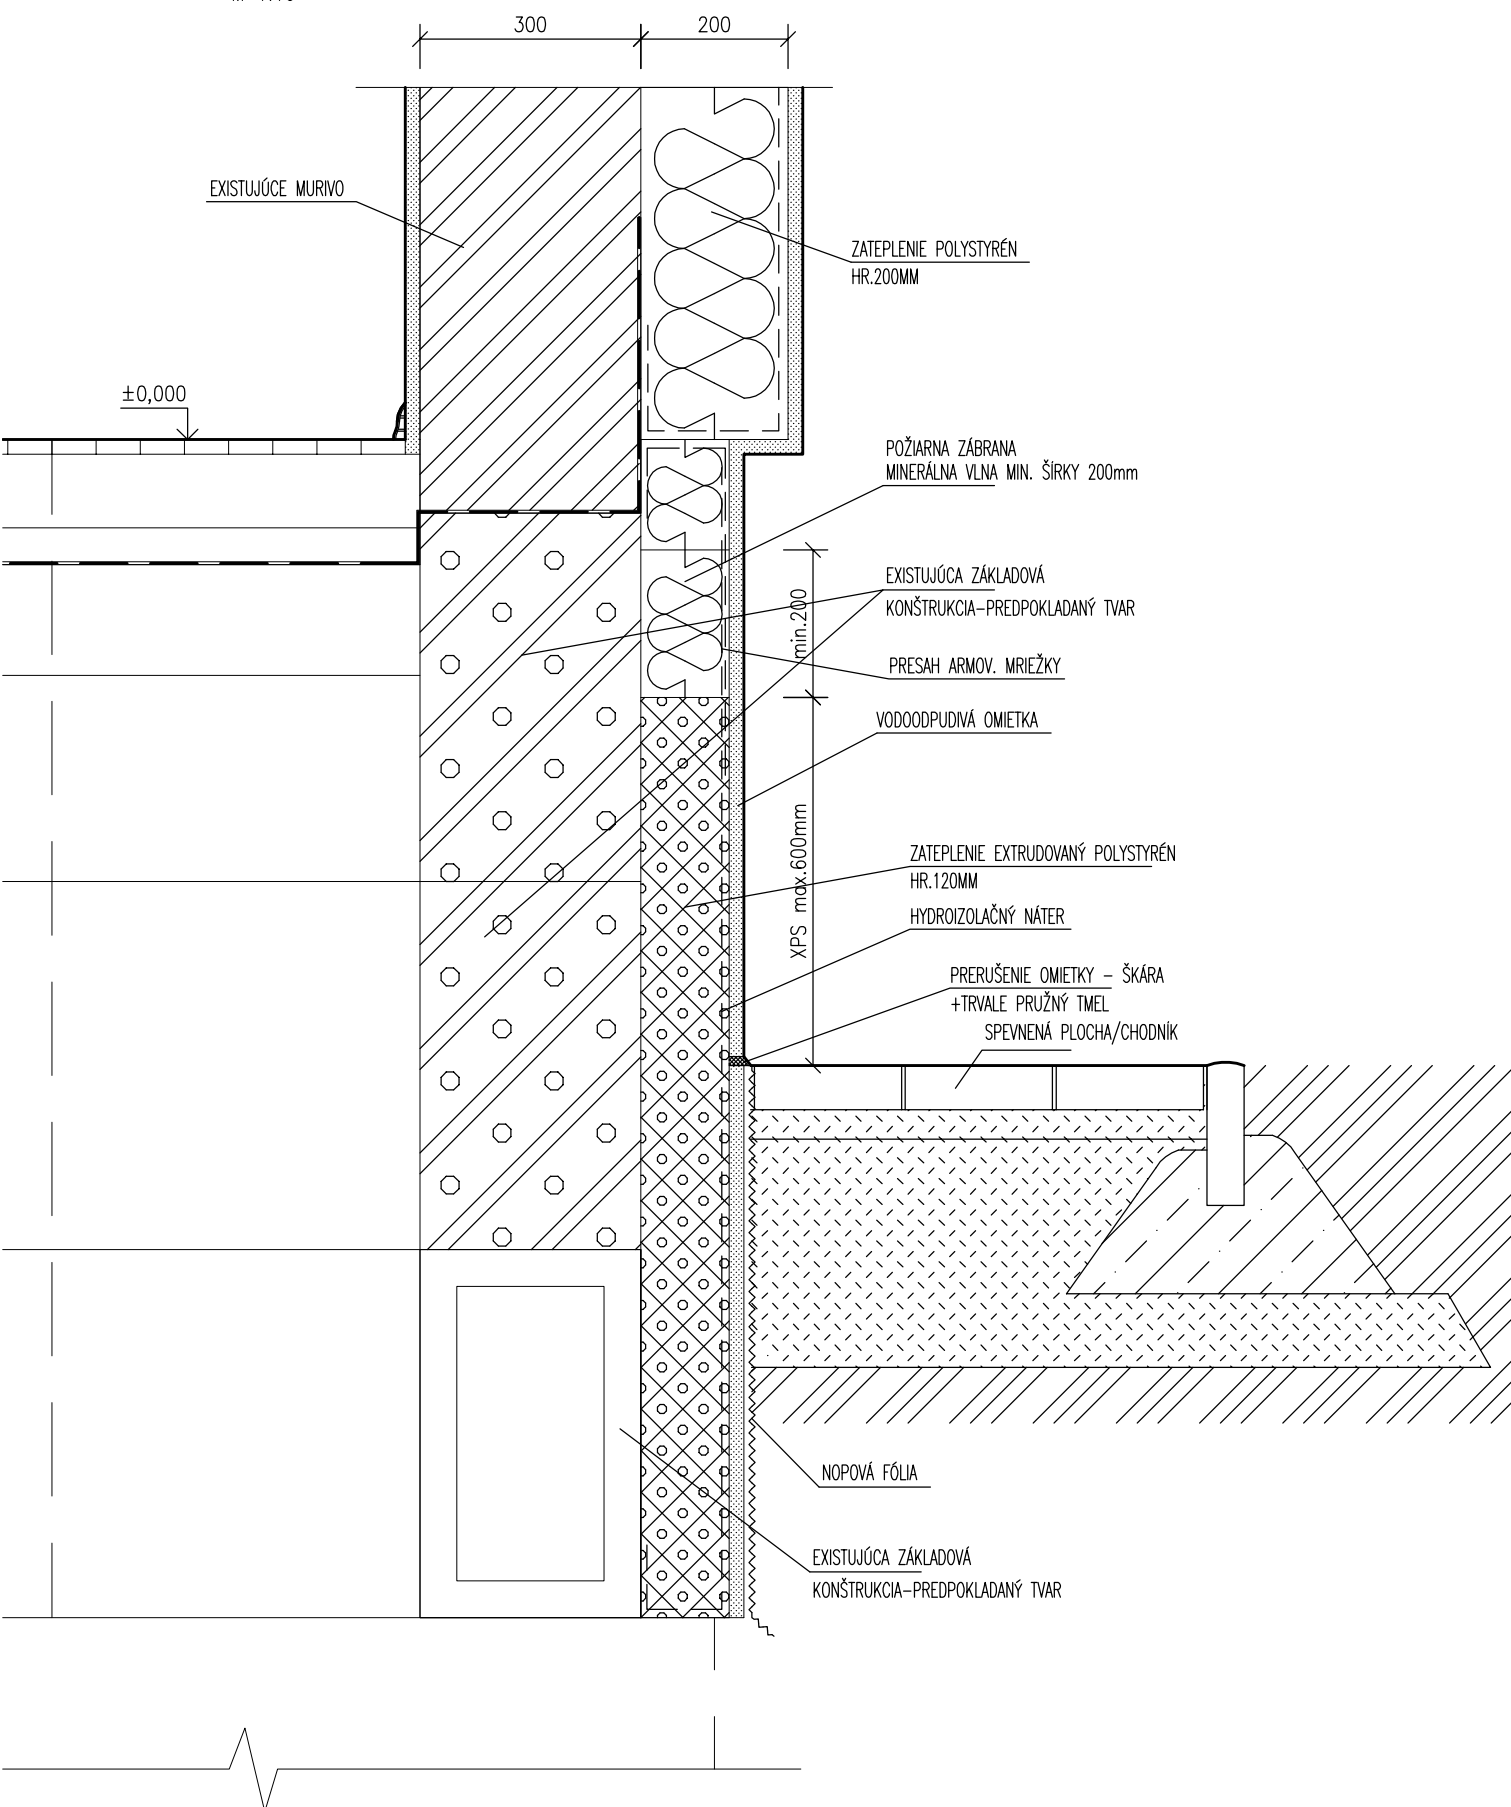 300
200
EXISTUJÚCE MURIVO
ZATEPLENIE POLYSTYRÉN
HR.200MM
±0,000
POŽIARNA ZÁBRANA
MINERÁLNA VLNA MIN. ŠÍRKY 200mm
EXISTUJÚCA ZÁKLADOVÁ
KONŠTRUKCIA-PREDPOKLADANÝ TVAR
min.200
PRESAH ARMOV. MRIEŽKY
VODOODPUDIVÁ OMIETKA
XPS max.600mm
ZATEPLENIE EXTRUDOVANÝ POLYSTYRÉN
HR.120MM
HYDROIZOLAČNÝ NÁTER
PRERUŠENIE OMIETKY - ŠKÁRA
+TRVALE PRUŽNÝ TMEL
SPEVNENÁ PLOCHA/CHODNÍK
NOPOVÁ FÓLIA
EXISTUJÚCA ZÁKLADOVÁ
KONŠTRUKCIA-PREDPOKLADANÝ TVAR